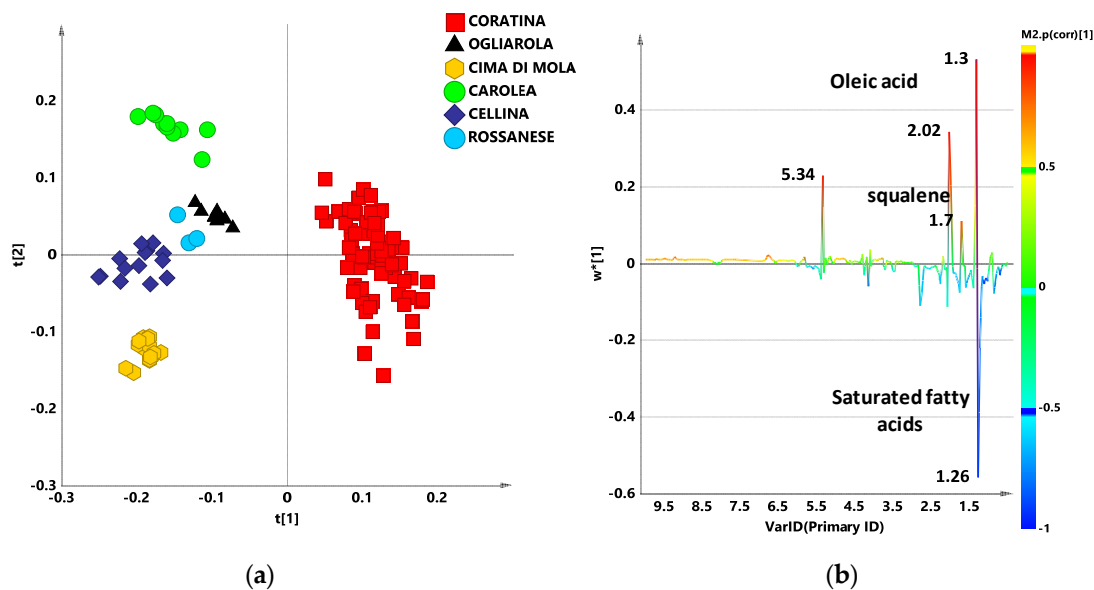 CORATINA
OGLIAROLA
CIMA DI MOLA
CAROLEA
CELLINA
ROSSANESE
0.2
0.1
0
-0.1
-0.2
-0.3
t[2]
-0.3
-0.2
-0.1
0
0.1
0.2
t[1]
(a)
M2.p(corr)[1]
1.3
Oleic acid
2.02
5.34
squalene
1.7
Saturated fatty
acids
1.26
0.4
0.2
0
-0.2
-0.4
-0.6
w*[1]
9.5
8.5
7.5
6.5
5.5
4.5
3.5
2.5
1.5
VarID(Primary ID)
0.5
0
-0.5
-1
(b)